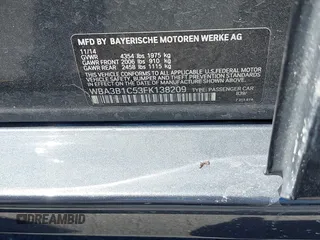 MFD BY BAYERISCHE MOTOREN WERKE AG
11/14
GVWR 4354 lbs 1975 kg
GAWR FRONT 2006 lbs 910 kg
GAWR REAR 2458 lbs 1115 kg
THIS VEHICLE CONFORMS TO ALL APPLICABLE FEDERAL MOTOR
VEHICLE SAFETY, BUMPER AND THEFT PREVENTION STANDARDS
IN EFFECT ON THE DATE OF MANUFACTURE SHOWN ABOVE.
WBA3B1C53FK138209 TYPE: PASSENGER CAR
DREAMBID